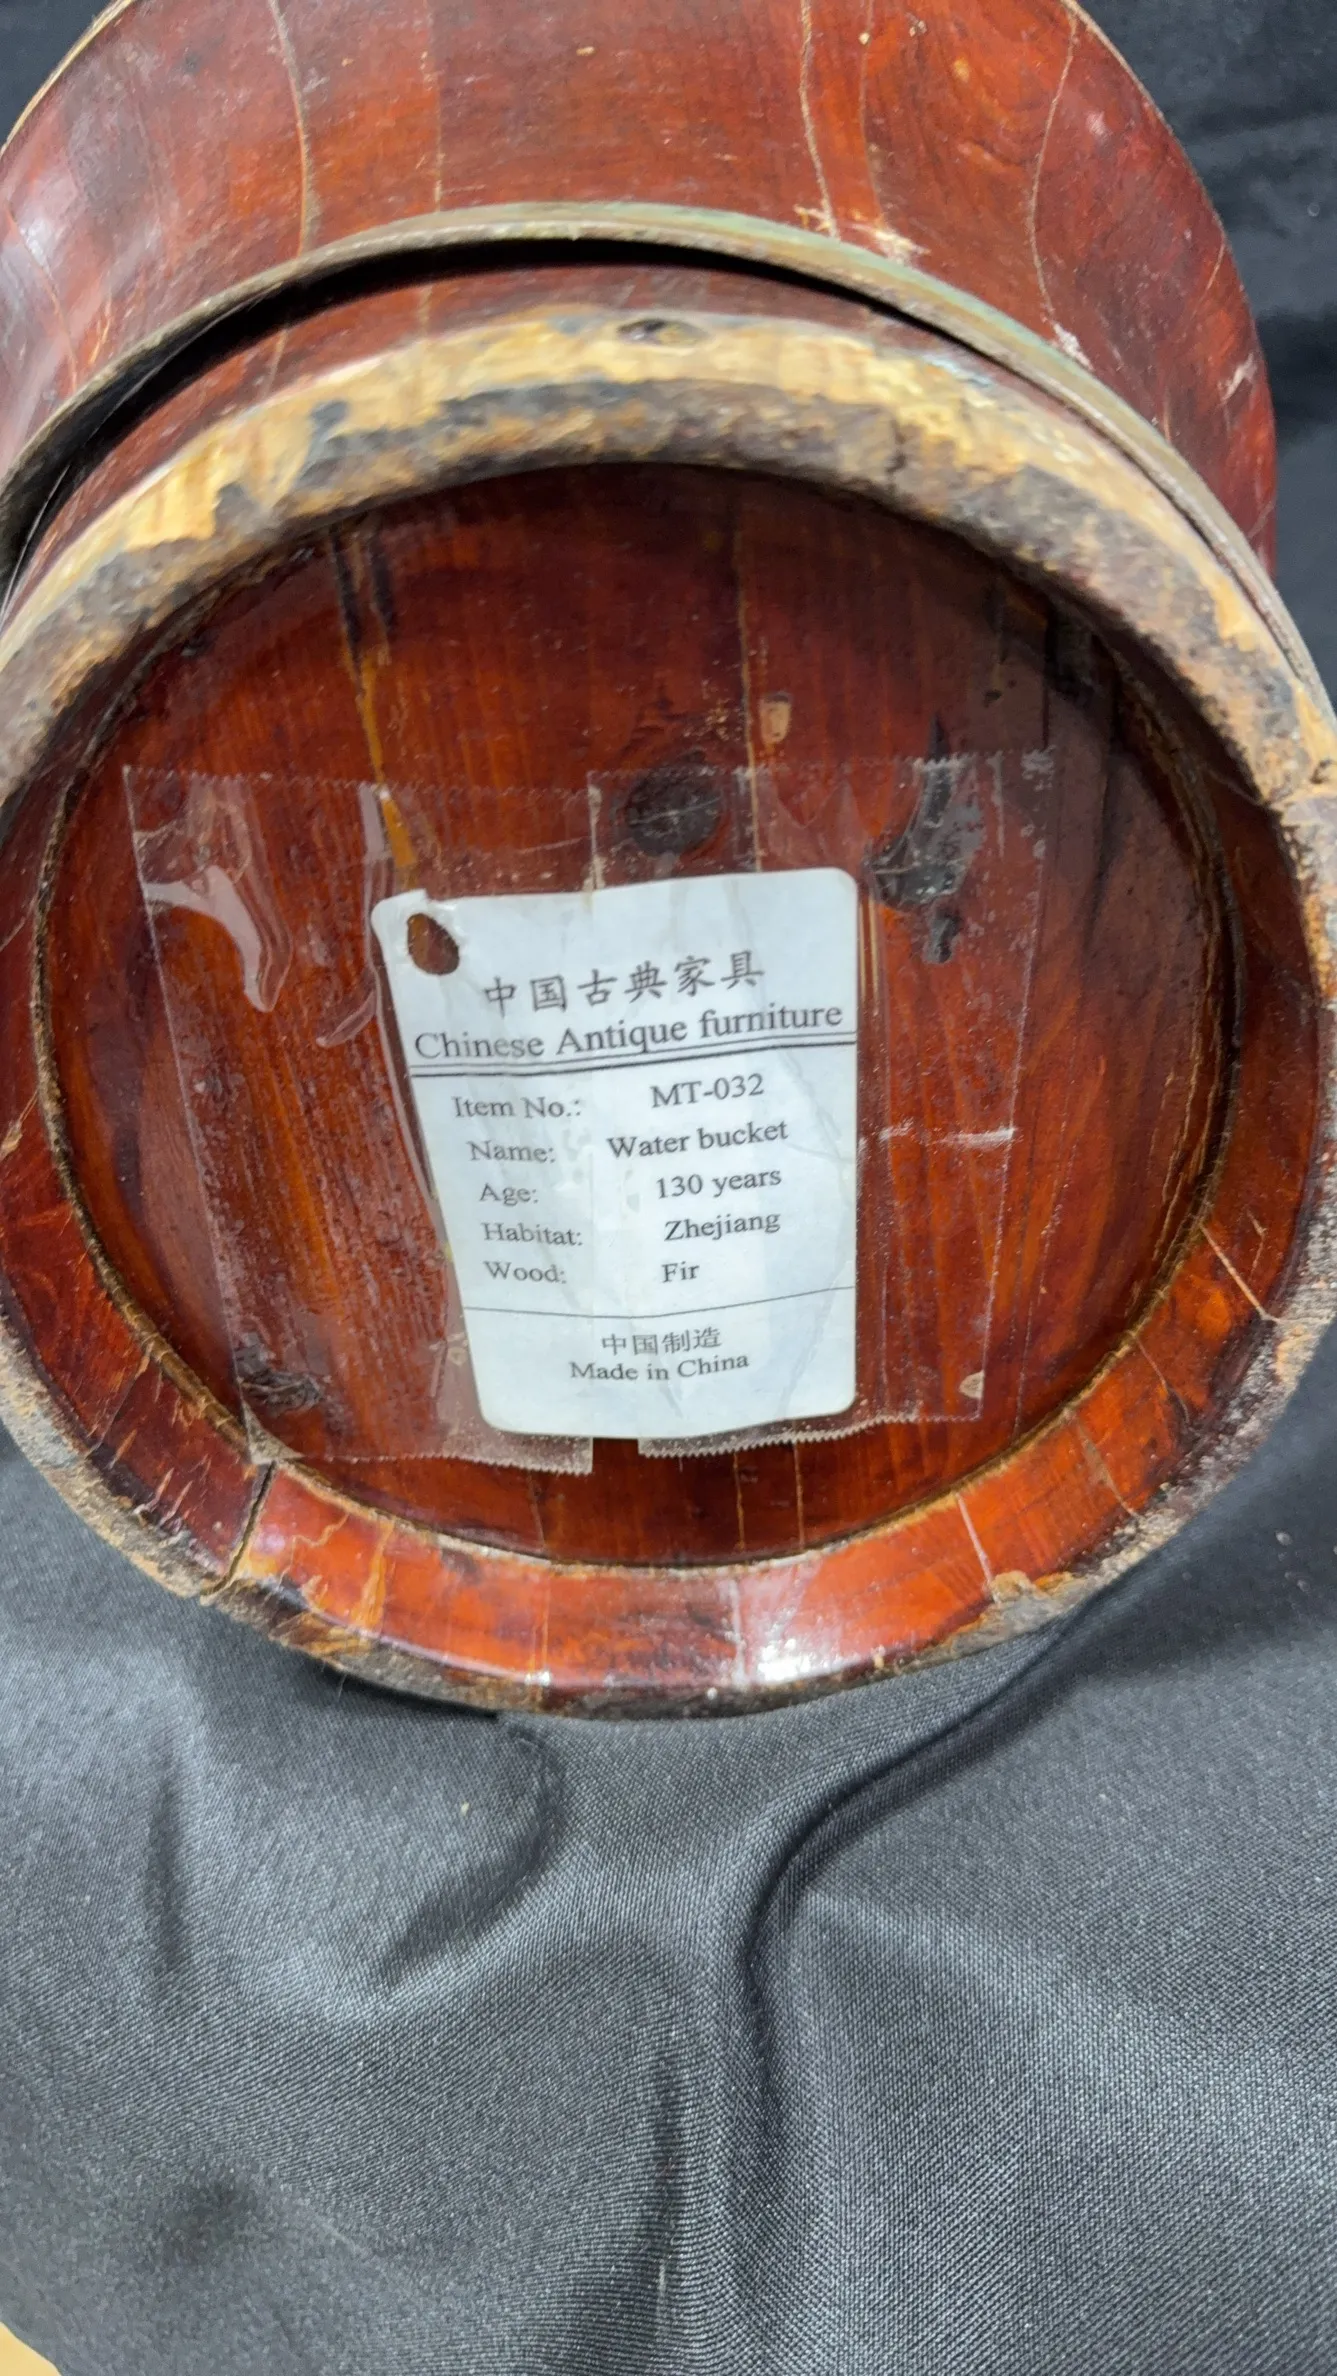 中国古典家具
Chinese Antique furniture
Item No.: MT-032
Name: Water bucket
Age: 130 years
Habitat: Zhejiang
Wood: Fir
中国制造
Made in China